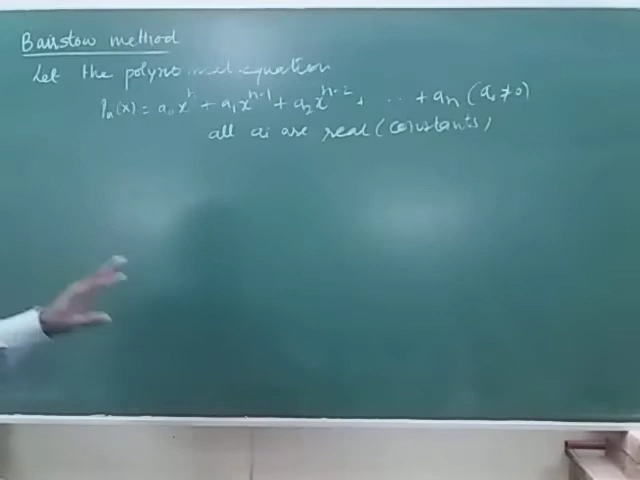 Bairstow method
Let the polynomial equation
Pn(x) = a₀xⁿ + a₁xⁿ⁻¹ + a₂xⁿ⁻² + ... + aₙ (a₀ ≠ 0)
all aᵢ are real (constants)